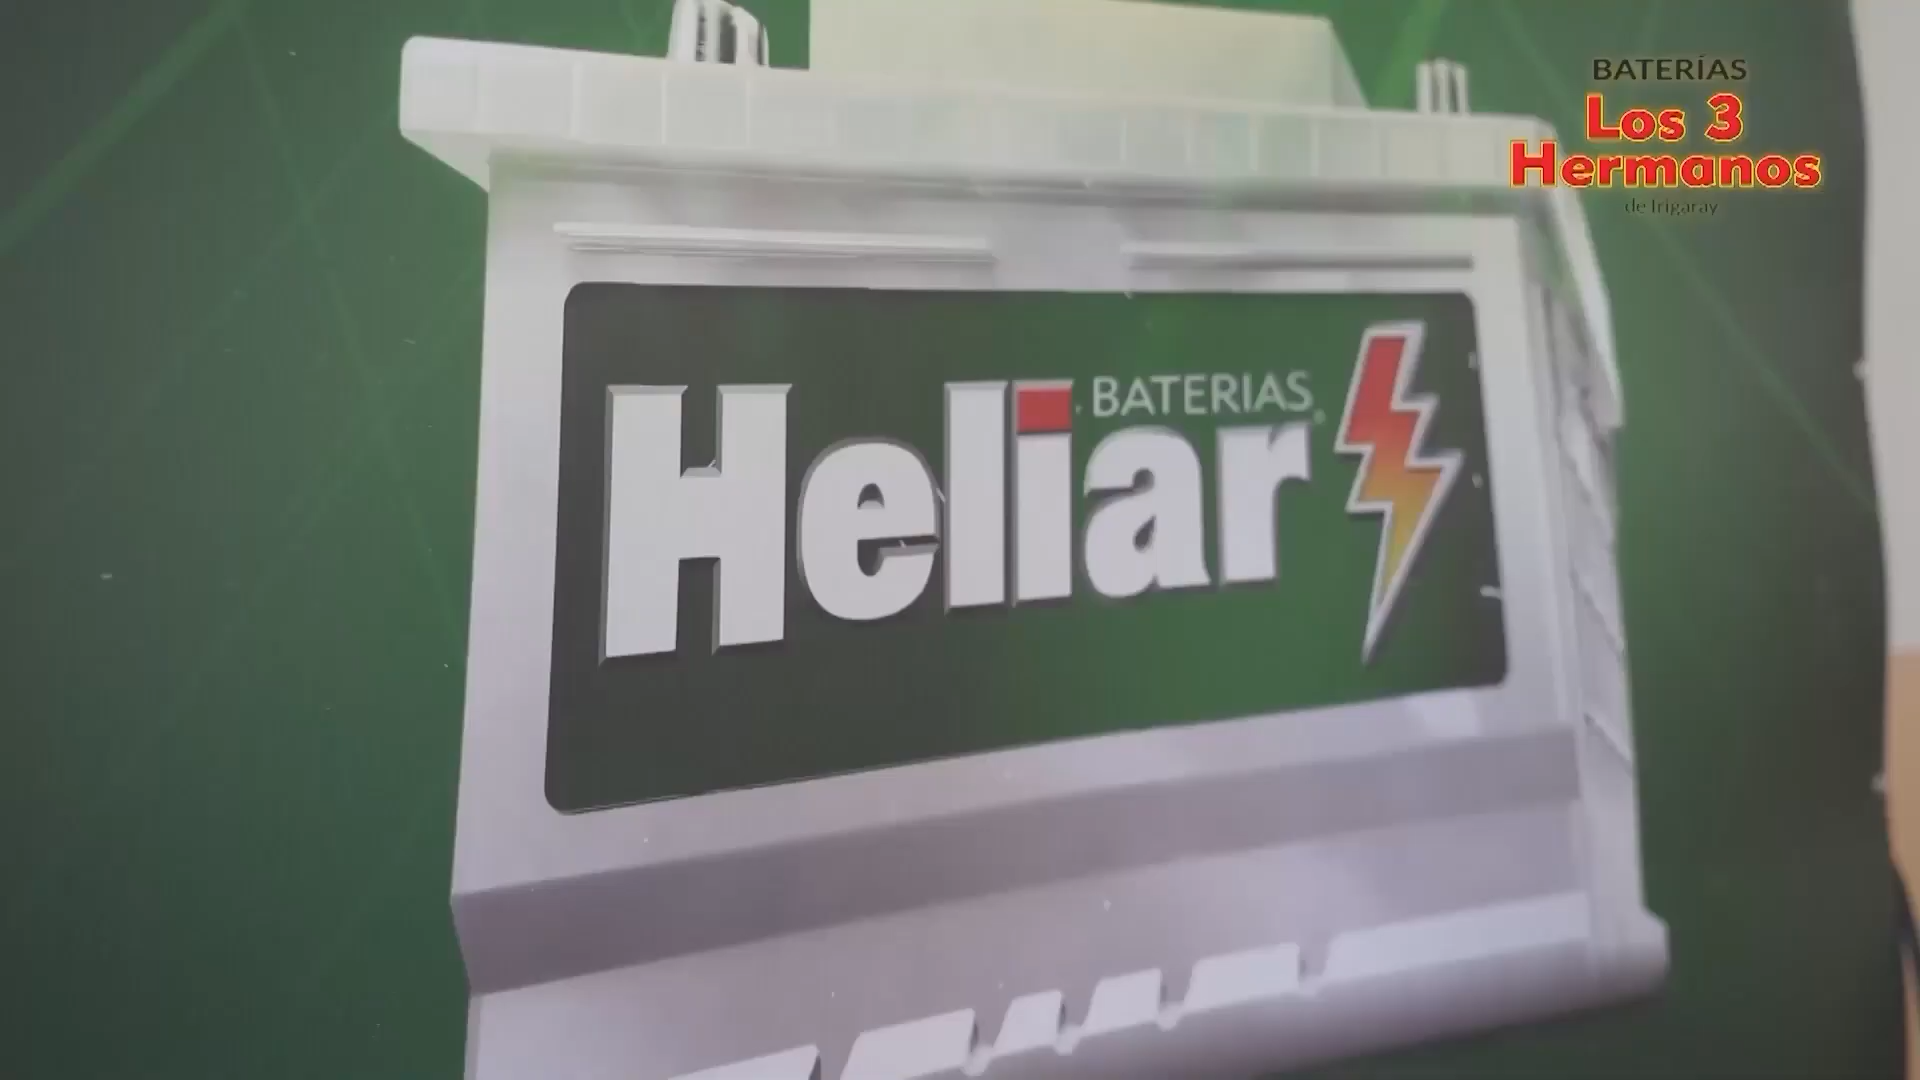 BATERÍAS
Los 3
Hermanos
de Irigaray
BATERIAS
Heliar